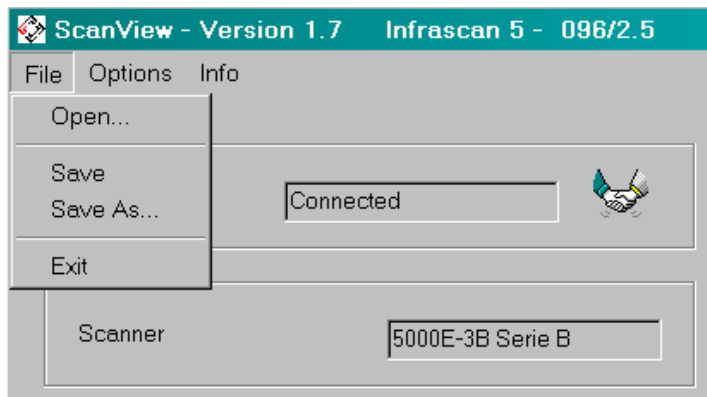 ScanView - Version 1.7 Infrascan 5 - 096/2.5
File Options Info
Open...
Save
Save As...
Exit
Connected
Scanner
5000E-3B Serie B